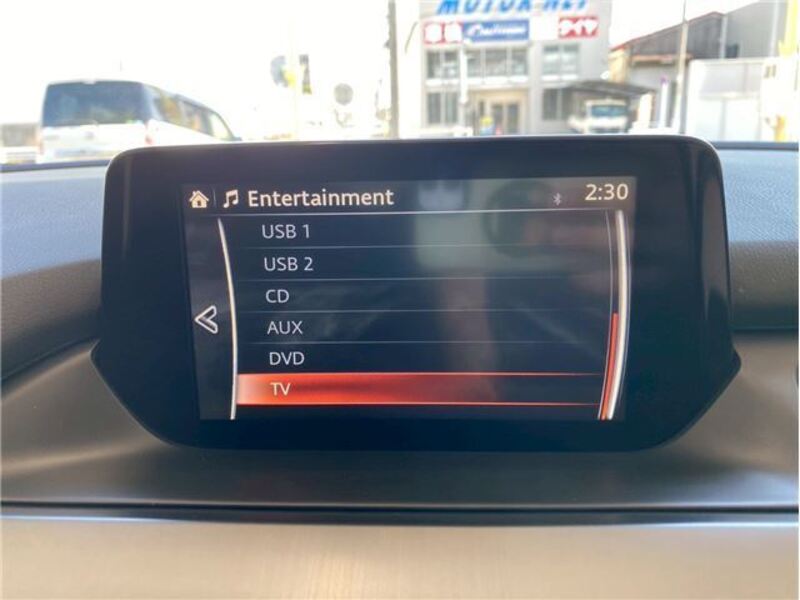 Entertainment 2:30
USB 1
USB 2
CD
AUX
DVD
TV